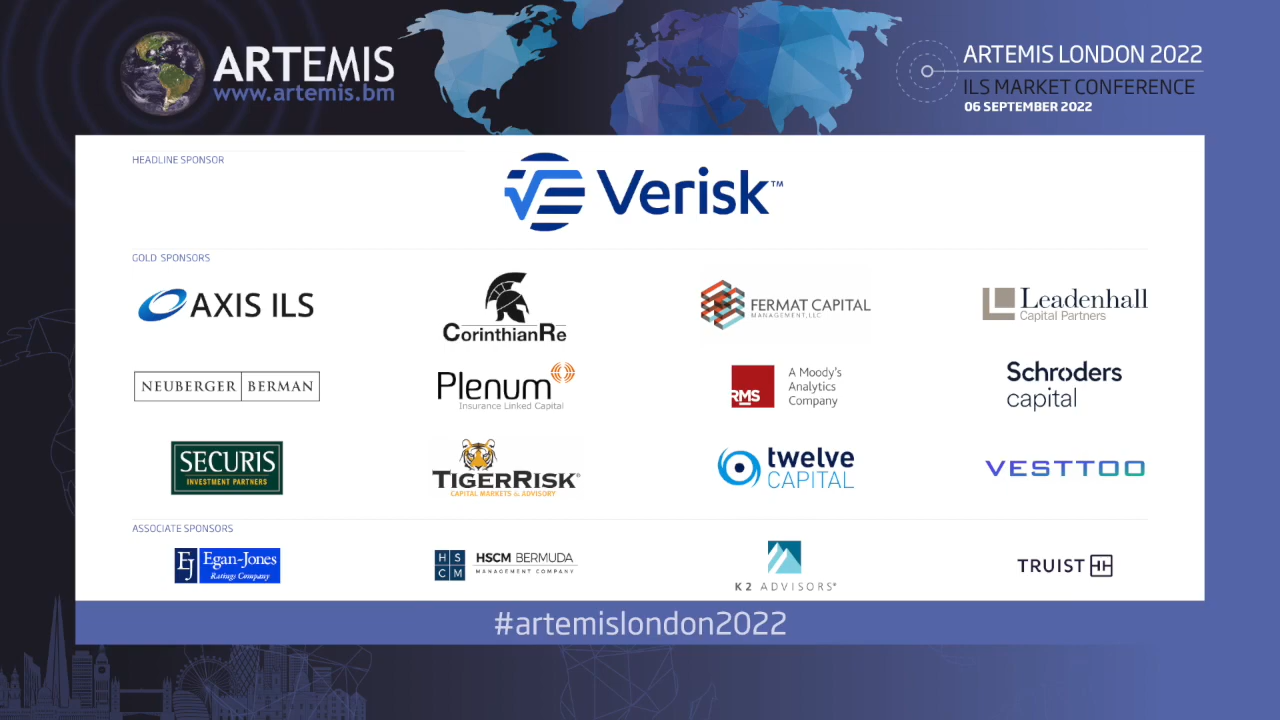 ARTEMIS
www.artemis.bm
ARTEMIS LONDON 2022
ILS MARKET CONFERENCE
06 SEPTEMBER 2022
HEADLINE SPONSOR
Verisk™
GOLD SPONSORS
AXIS ILS
CorinthianRe
FERMAT CAPITAL
MANAGEMENT, LLC
Leadenhall
Capital Partners
NEUBERGER BERMAN
Plenum
Insurance Linked Capital
RMS
A Moody's
Analytics
Company
Schroders
capital
SECURIS
INVESTMENT PARTNERS
TIGERRISK®
CAPITAL MARKETS & ADVISORY
twelve
CAPITAL
VESTTOO
ASSOCIATE SPONSORS
EJ
Egan-Jones
Ratings Company
HS
CM
HSCM BERMUDA
MANAGEMENT COMPANY
K2 ADVISORS®
TRUIST
#artemislondon2022